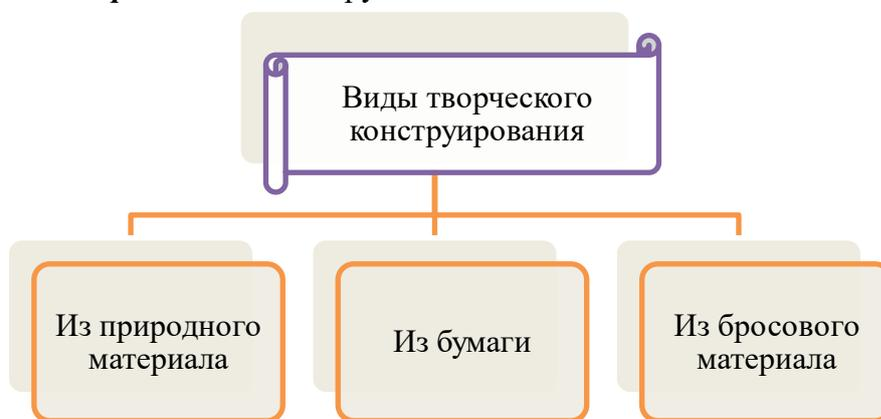 Виды творческого
конструирования
Из природного
материала
Из бумаги
Из бросового
материала